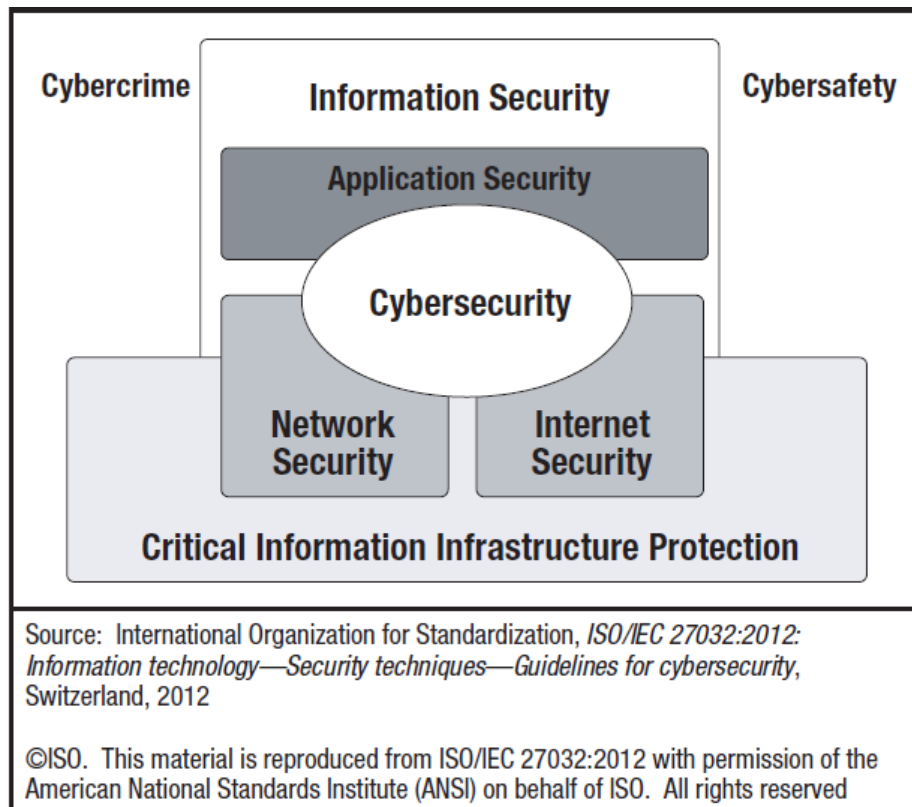 Cybercrime
Information Security
Cybersafety
Application Security
Cybersecurity
Network
Security
Internet
Security
Critical Information Infrastructure Protection
Source: International Organization for Standardization, ISO/IEC 27032:2012:
Information technology—Security techniques—Guidelines for cybersecurity,
Switzerland, 2012
©ISO. This material is reproduced from ISO/IEC 27032:2012 with permission of the
American National Standards Institute (ANSI) on behalf of ISO. All rights reserved